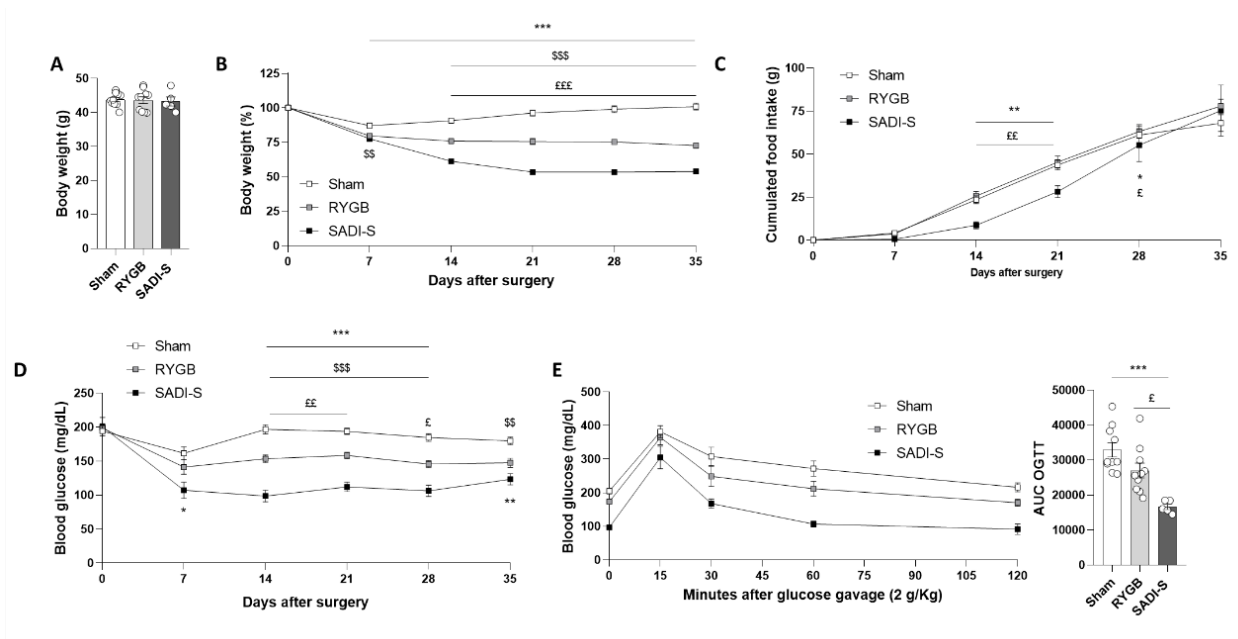 A
Body weight (g)
50
40
30
20
10
0
Sham
RYGB
SADI-S
B
***
$$$
£££
Body weight (%)
125
100
75
50
25
0
$$
Sham
RYGB
SADI-S
0 7 14 21 28 35
Days after surgery
C
Cumulated food intake (g)
100
75
50
25
0
Sham
RYGB
SADI-S
**
££
*
£
0 7 14 21 28 35
Days after surgery
D
Sham
RYGB
SADI-S
***
$$$
££
£
$$
*
**
Blood glucose (mg/dL)
250
200
150
100
50
0
0 7 14 21 28 35
Days after surgery
E
Blood glucose (mg/dL)
500
400
300
200
100
0
Sham
RYGB
SADI-S
0 15 30 45 60 75 90 105 120
Minutes after glucose gavage (2 g/Kg)
***
£
AUC OGTT
50000
40000
30000
20000
10000
0
Sham
RYGB
SADI-S